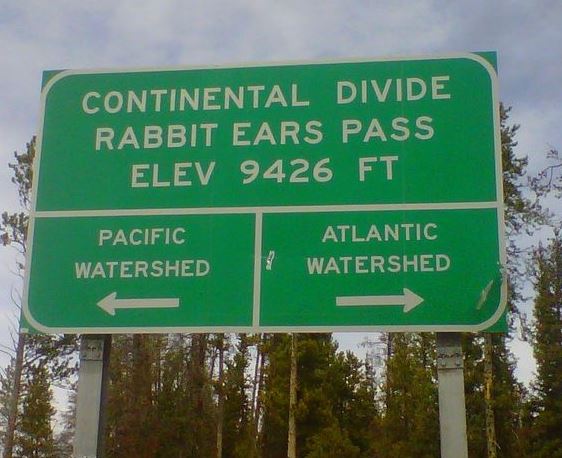 CONTINENTAL DIVIDE
RABBIT EARS PASS
ELEV 9426 FT
PACIFIC
WATERSHED
ATLANTIC
WATERSHED